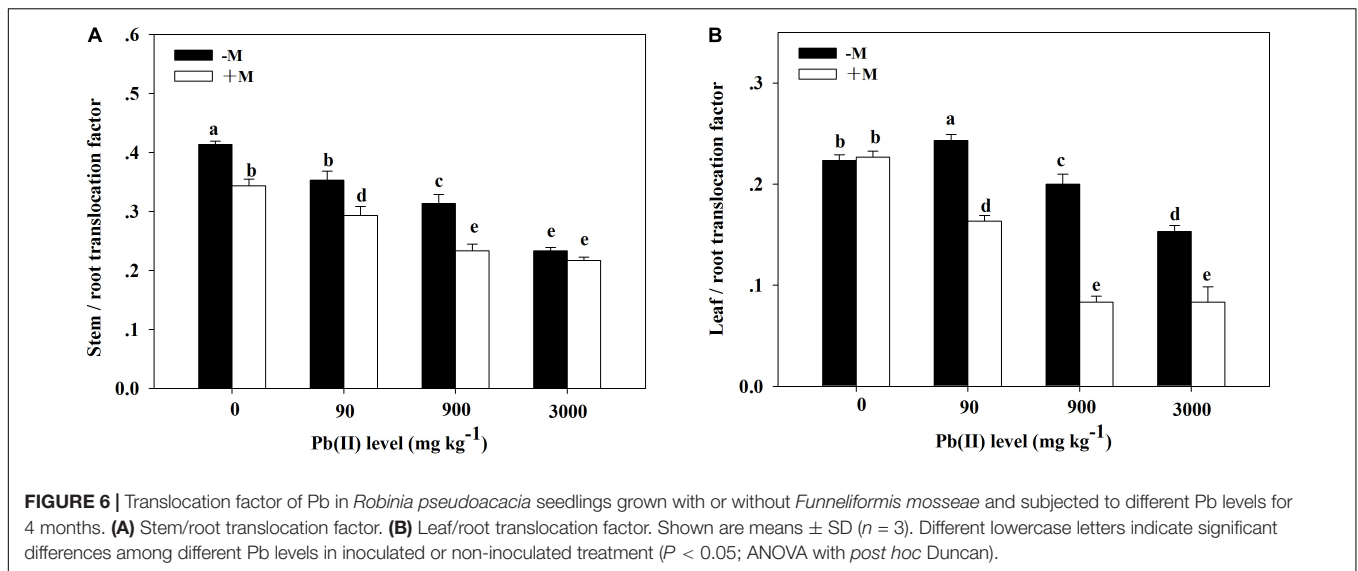 A
.6
.5
.4
.3
.2
.1
0.0
Stem / root translocation factor
-M
+M
a
b
b
d
c
e
e
e
0
90
900
3000
Pb(II) level (mg kg-1)
B
.3
0.2
0.1
0.0
Leaf / root translocation factor
-M
+M
b
b
a
d
c
e
d
e
0
90
900
3000
Pb(II) level (mg kg-1)
FIGURE 6 | Translocation factor of Pb in Robinia pseudoacacia seedlings grown with or without Funneliformis mosseae and subjected to different Pb levels for
4 months. (A) Stem/root translocation factor. (B) Leaf/root translocation factor. Shown are means ± SD (n = 3). Different lowercase letters indicate significant
differences among different Pb levels in inoculated or non-inoculated treatment (P < 0.05; ANOVA with post hoc Duncan).